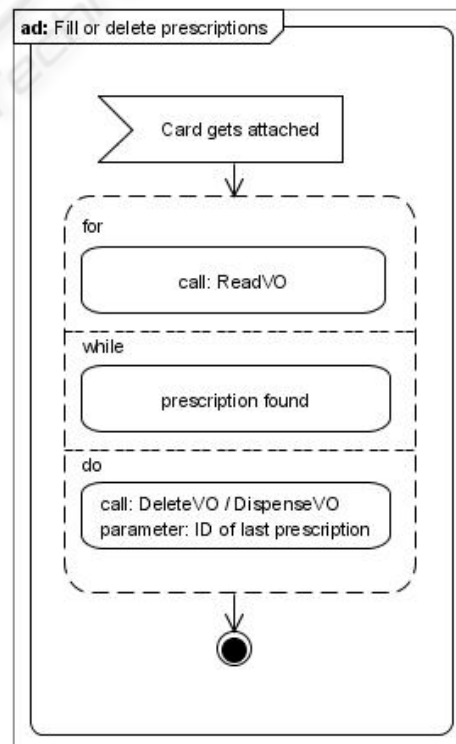 ad: Fill or delete prescriptions
Card gets attached
for
call: ReadVO
while
prescription found
do
call: DeleteVO / DispenseVO
parameter: ID of last prescription